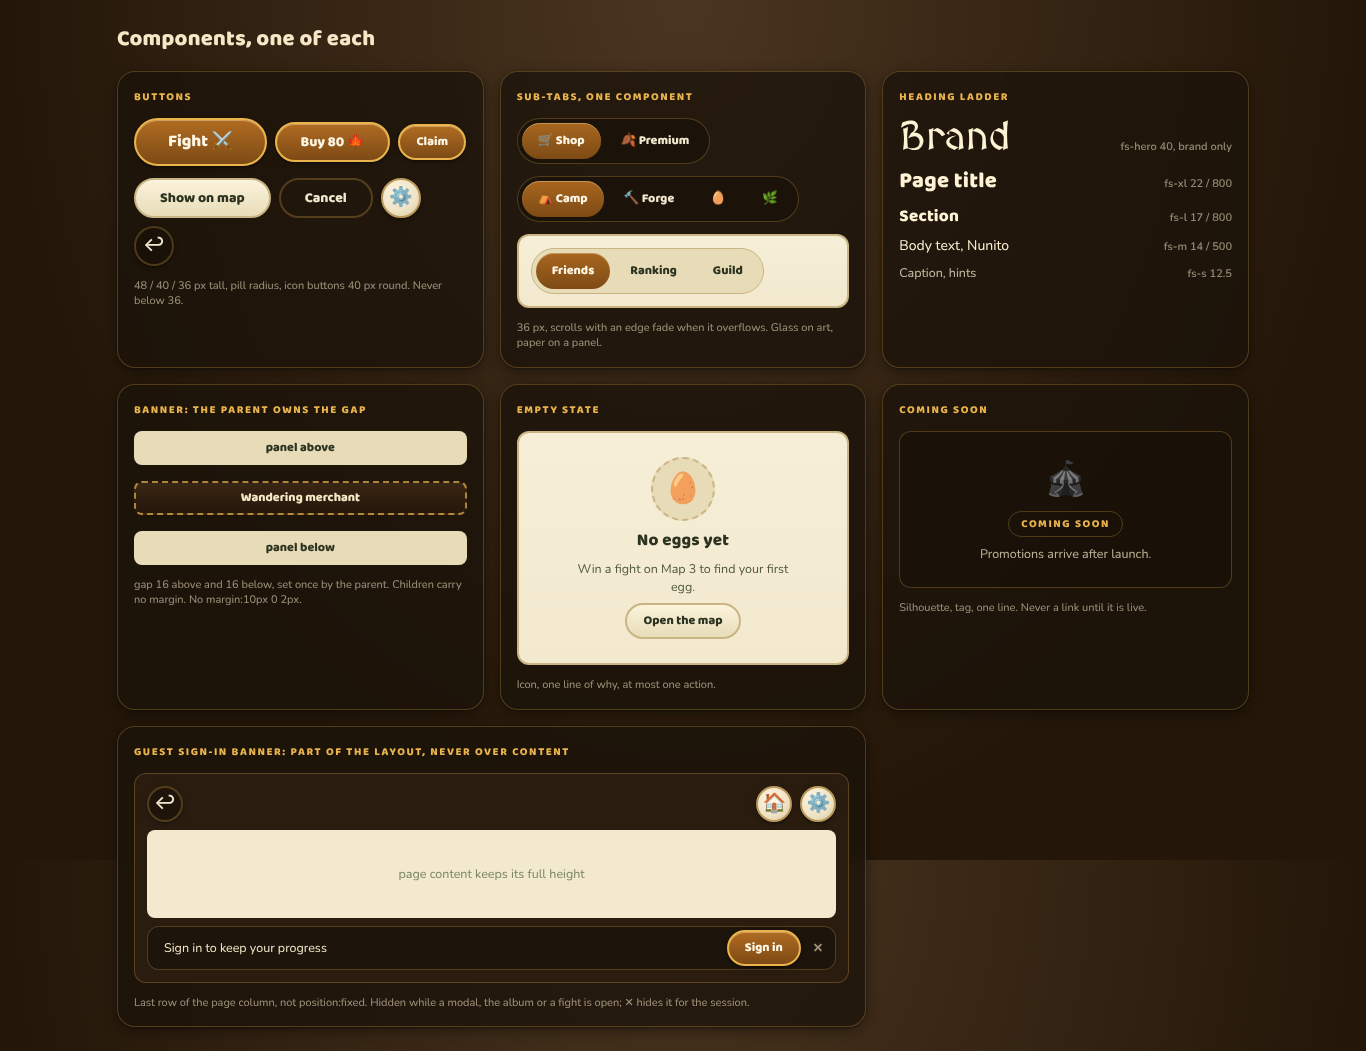 Components, one of each
BUTTONS
Fight
Buy 80
Claim
Show on map
Cancel
48 / 40 / 36 px tall, pill radius, icon buttons 40 px round. Never
below 36.
SUB-TABS, ONE COMPONENT
Shop
Premium
Camp
Forge
Friends
Ranking
Guild
36 px, scrolls with an edge fade when it overflows. Glass on art,
paper on a panel.
HEADING LADDER
Brand
fs-hero 40, brand only
Page title
fs-xl 22 / 800
Section
fs-l 17 / 800
Body text, Nunito
fs-m 14 / 500
Caption, hints
fs-s 12.5
BANNER: THE PARENT OWNS THE GAP
panel above
Wandering merchant
panel below
gap 16 above and 16 below, set once by the parent. Children carry
no margin. No margin:10px 0 2px.
EMPTY STATE
No eggs yet
Win a fight on Map 3 to find your first
egg.
Open the map
Icon, one line of why, at most one action.
COMING SOON
COMING SOON
Promotions arrive after launch.
Silhouette, tag, one line. Never a link until it is live.
GUEST SIGN-IN BANNER: PART OF THE LAYOUT, NEVER OVER CONTENT
page content keeps its full height
Sign in to keep your progress
Sign in
✕
Last row of the page column, not position:fixed. Hidden while a modal, the album or a fight is open; ✕ hides it for the session.